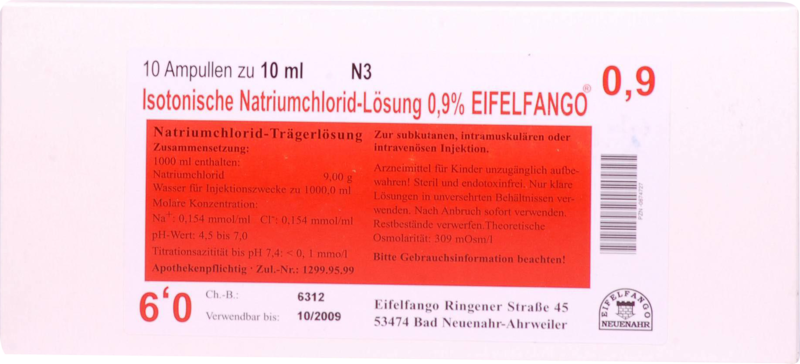 10 Ampullen zu 10 ml N3
0,9
Isotonische Natriumchlorid-Lösung 0,9% EIFELFANGO®
Natriumchlorid-Trägerlösung
Zusammensetzung:
1000 ml enthalten:
Natriumchlorid 9,00 g
Wasser für Injektionszwecke zu 1000,0 ml
Molare Konzentration:
Na⁺: 0,154 mmol/ml Cl⁻: 0,154 mmol/ml
pH-Wert: 4,5 bis 7,0
Titrationsazitität bis pH 7,4: < 0, 1 mmo/l
Apothekenpflichtig · Zul.-Nr.: 1299.95.99
Zur subkutanen, intramuskulären oder
intravenösen Injektion.
Arzneimittel für Kinder unzugänglich aufbe-
wahren! Steril und endotoxinfrei. Nur klare
Lösungen in unversehrten Behältnissen ver-
wenden. Nach Anbruch sofort verwenden.
Restbestände verwerfen.Theoretische
Osmolarität: 309 mOsm/l
Bitte Gebrauchsinformation beachten!
6‘0
Ch.-B.: 6312
Verwendbar bis: 10/2009
Eifelfango Ringener Straße 45
53474 Bad Neuenahr-Ahrweiler
EIFELFANGO
NEUENAHR